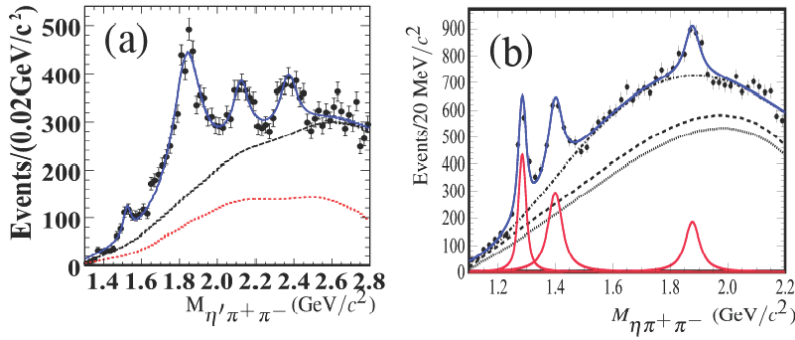 (a)
Events/(0.02GeV/c²)
500
400
300
200
100
0
1.4 1.6 1.8 2.0 2.2 2.4 2.6 2.8
M η′π+π− (GeV/c²)
(b)
Events/20 MeV/c²
900
800
700
600
500
400
300
200
100
0
1.2 1.4 1.6 1.8 2.0 2.2
M ηπ+π− (GeV/c²)